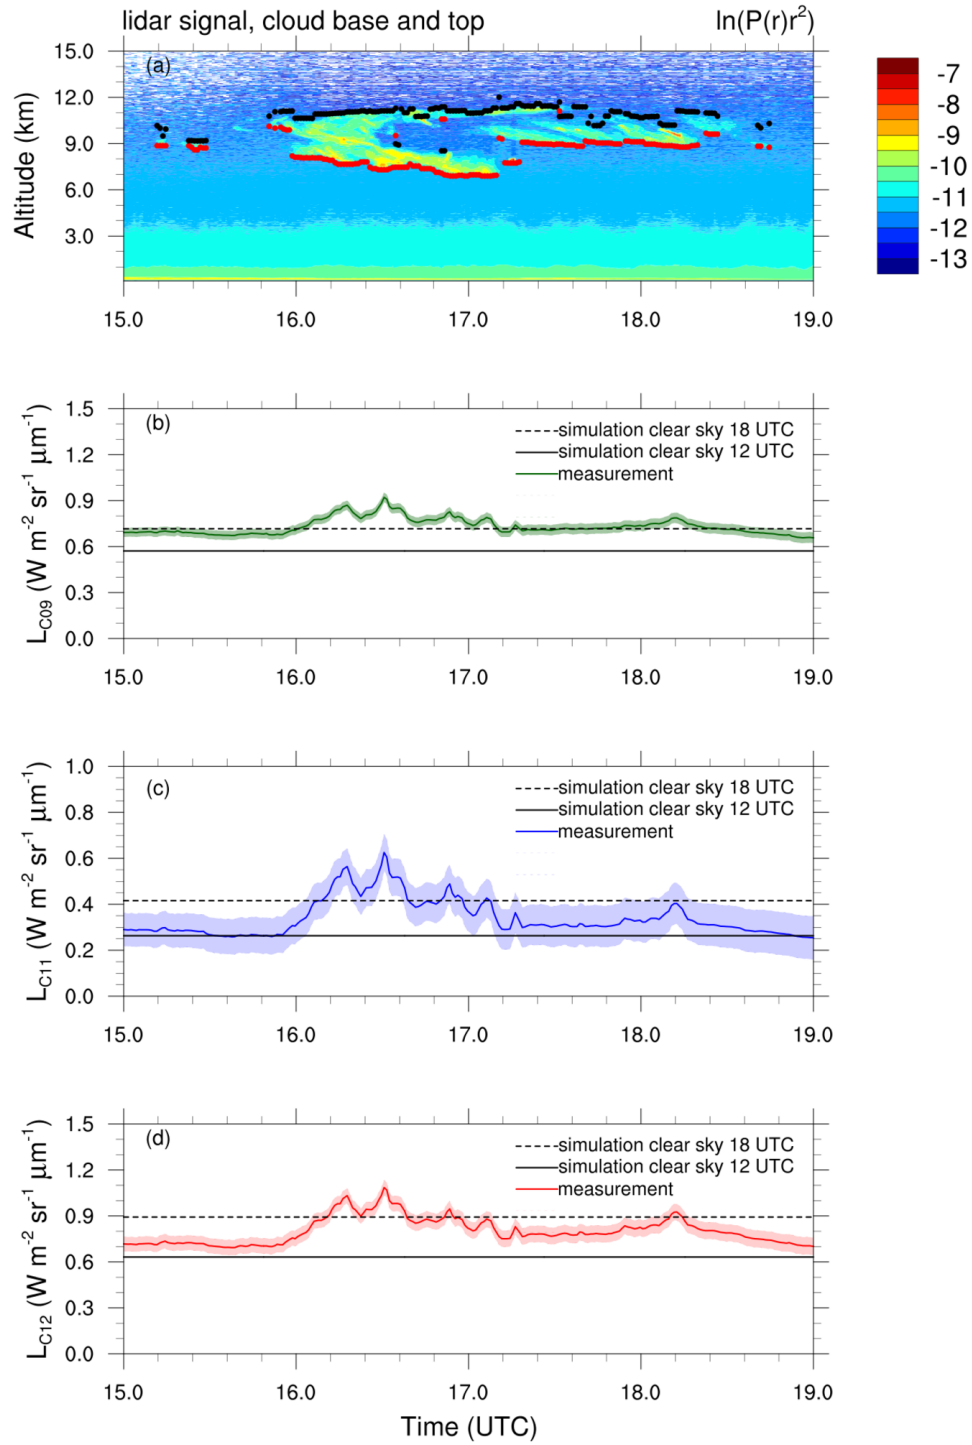 lidar signal, cloud base and top ln(P(r)r²)
(a)
Altitude (km)
15.0
12.0
9.0
6.0
3.0
15.0 16.0 17.0 18.0 19.0
-7
-8
-9
-10
-11
-12
-13
(b)
L_C09 (W m⁻² sr⁻¹ µm⁻¹)
1.5
1.2
0.9
0.6
0.3
0.0
simulation clear sky 18 UTC
simulation clear sky 12 UTC
measurement
15.0 16.0 17.0 18.0 19.0
(c)
L_C11 (W m⁻² sr⁻¹ µm⁻¹)
1.0
0.8
0.6
0.4
0.2
0.0
simulation clear sky 18 UTC
simulation clear sky 12 UTC
measurement
15.0 16.0 17.0 18.0 19.0
(d)
L_C12 (W m⁻² sr⁻¹ µm⁻¹)
1.5
1.2
0.9
0.6
0.3
0.0
simulation clear sky 18 UTC
simulation clear sky 12 UTC
measurement
15.0 16.0 17.0 18.0 19.0
Time (UTC)